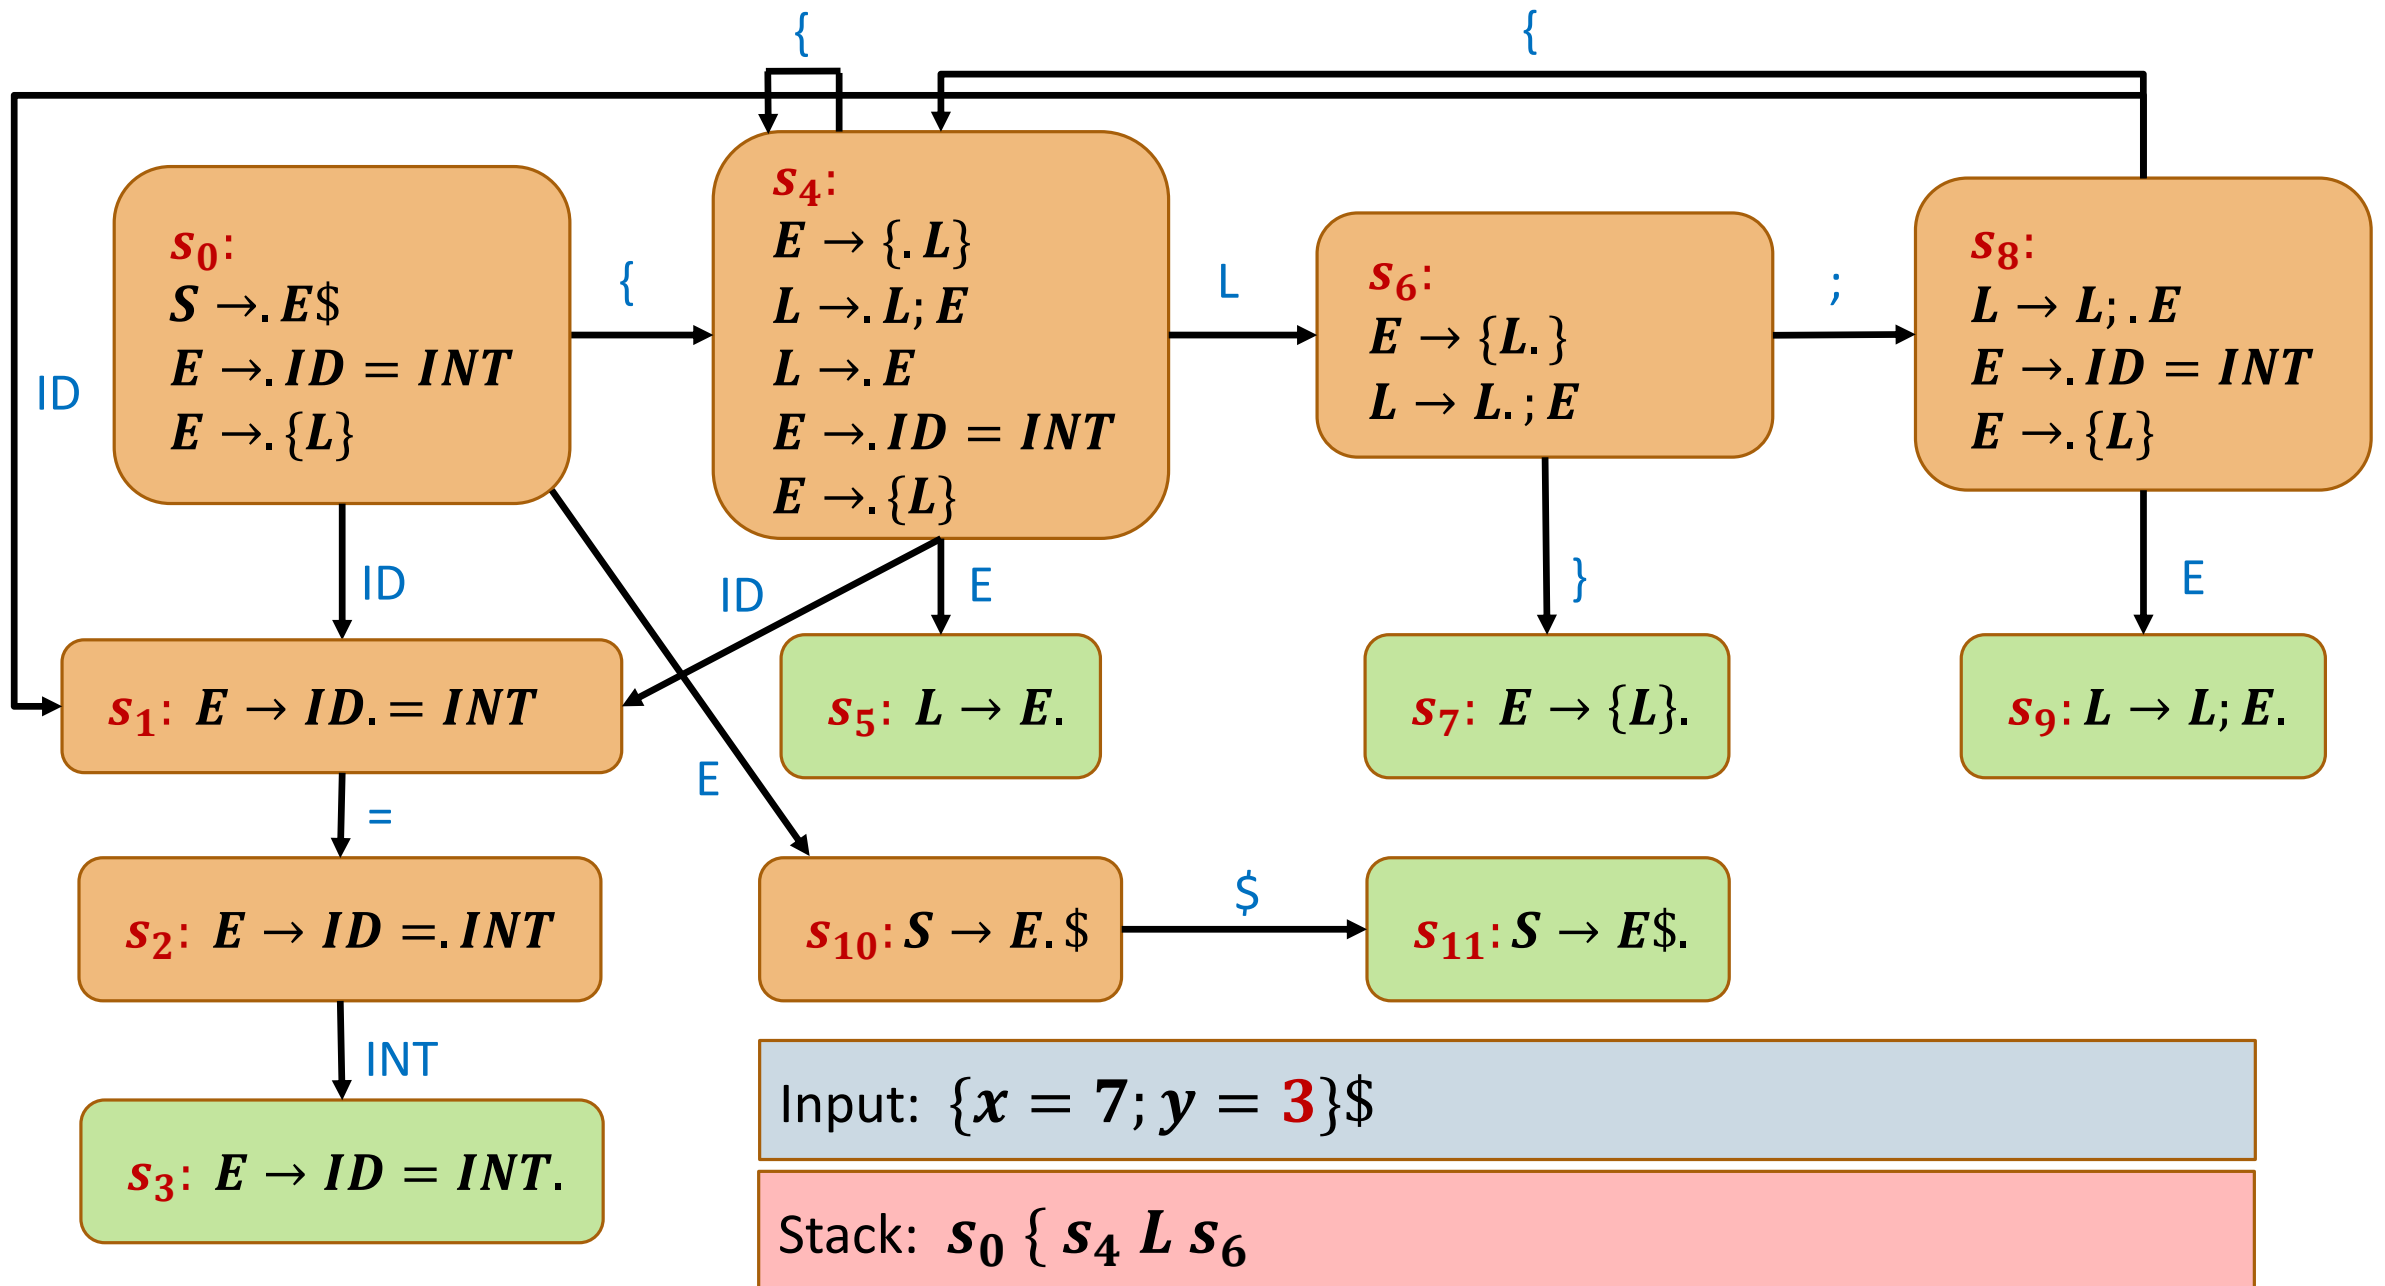 {
{
s0:
S → . E$
E → . ID = INT
E → . {L}
{
s4:
E → {. L}
L → . L; E
L → . E
E → . ID = INT
E → . {L}
L
s6:
E → {L. }
L → L. ; E
;
s8:
L → L; . E
E → . ID = INT
E → . {L}
ID
ID
ID
E
}
E
s1: E → ID. = INT
s5: L → E.
s7: E → {L}.
s9: L → L; E.
E
=
s2: E → ID =. INT
s10: S → E. $
$
s11: S → E$.
INT
s3: E → ID = INT.
Input: {x = 7; y = 3}$
Stack: s0 { s4 L s6